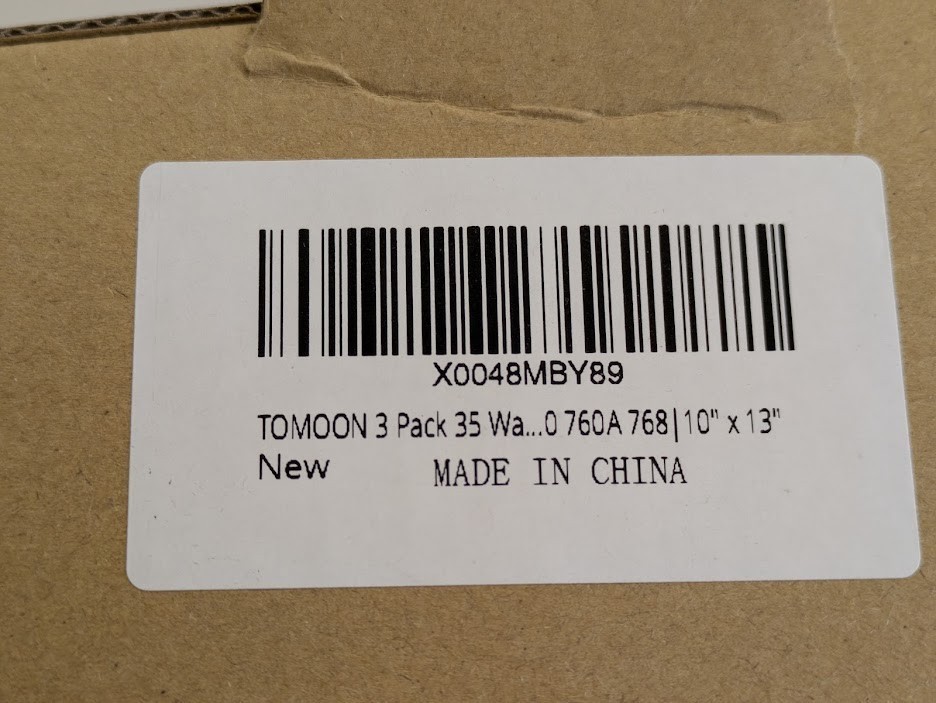 X0048MBY89
TOMOON 3 Pack 35 Wa...0 760A 768|10" x 13"
New MADE IN CHINA